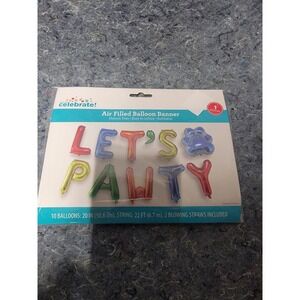 celebrate!
Air Filled Balloon Banner
LET'S
PAWTY
10 BALLOONS: 20 IN (50.8 cm), STRING: 22 FT (6.7 m), 2 BLOWING STRAWS INCLUDED